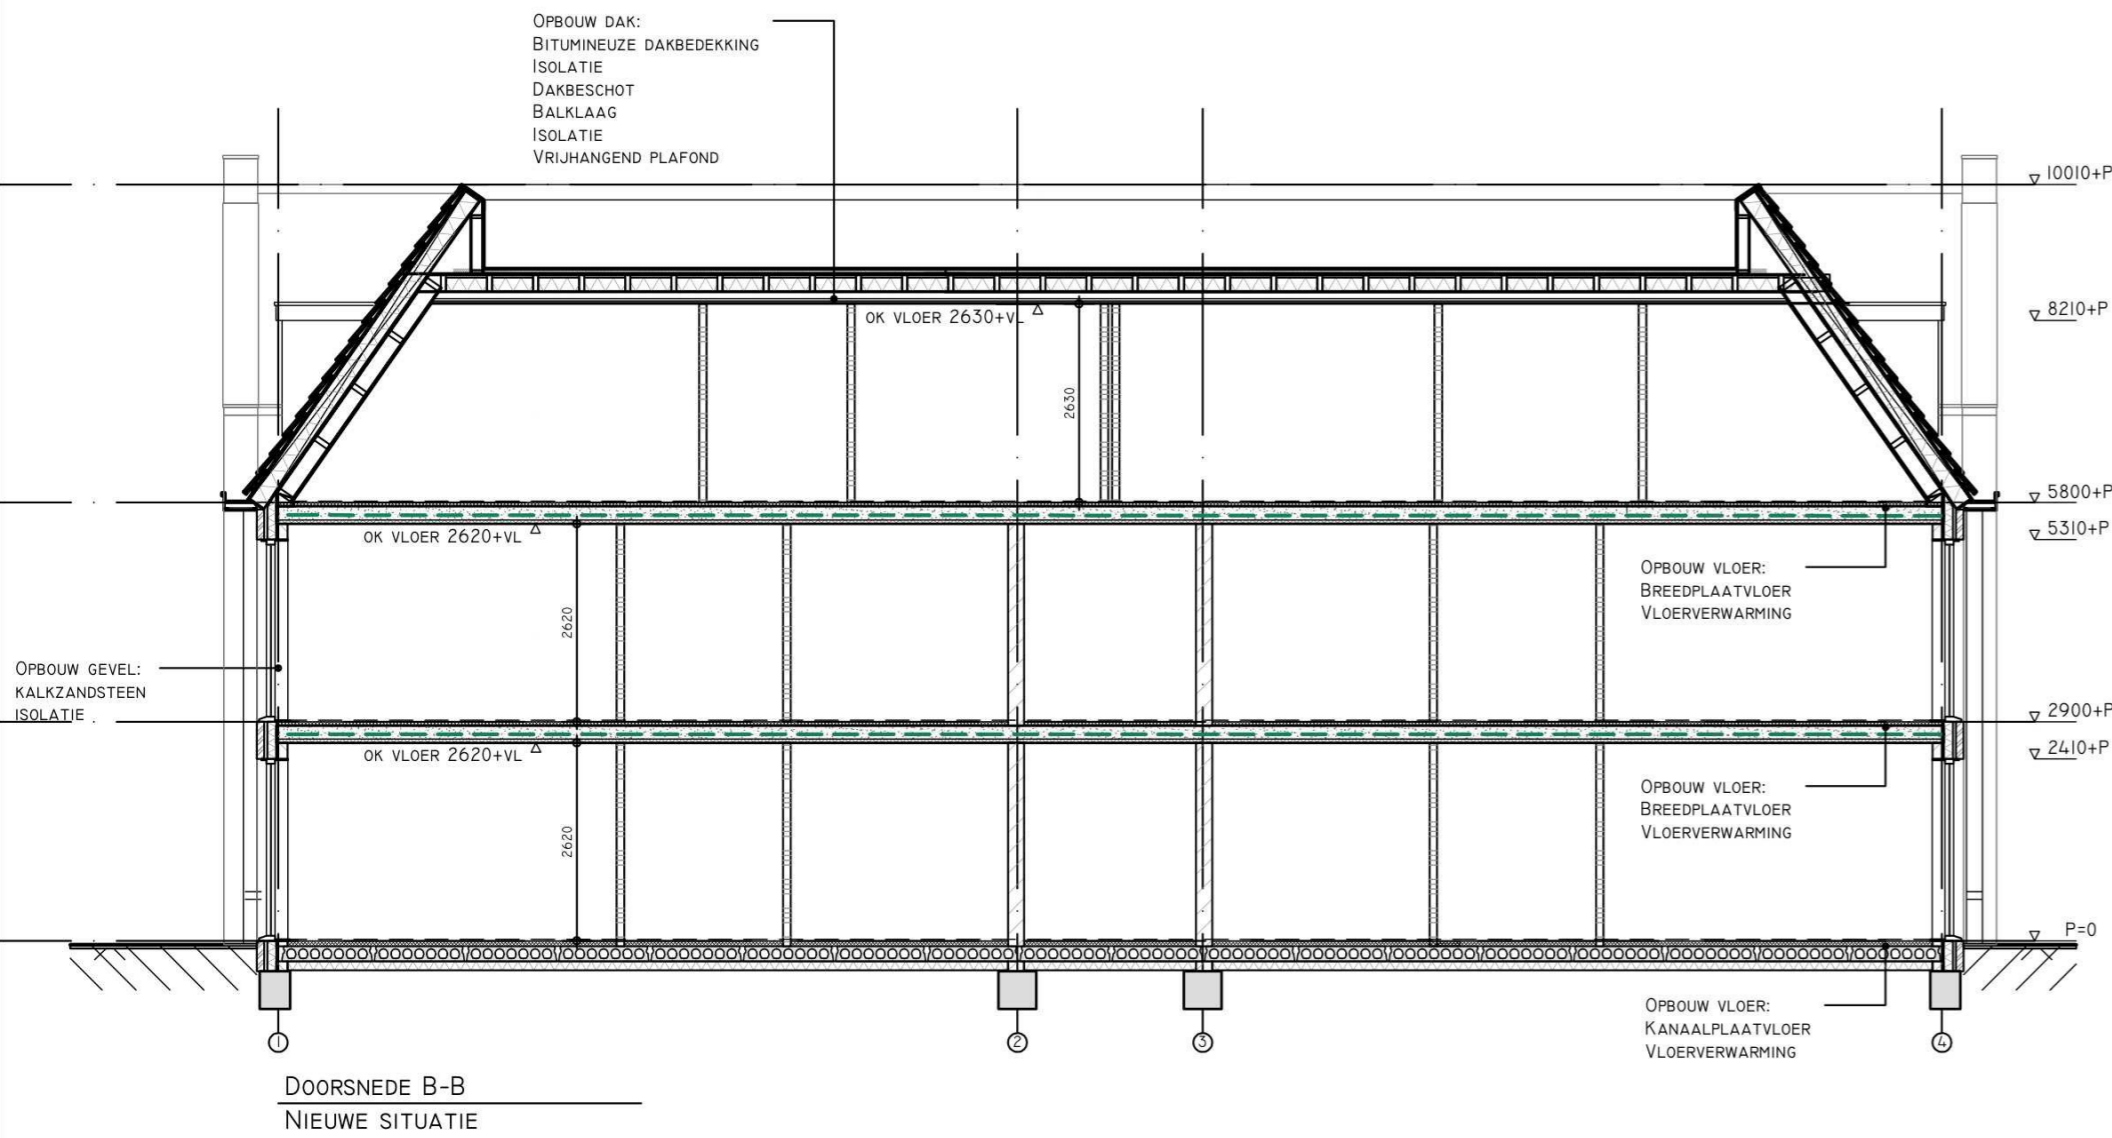 OPBOUW DAK:
BITUMINEUZE DAKBEDEKKING
ISOLATIE
DAKBESCHOT
BALKLAAG
ISOLATIE
VRIJHANGEND PLAFOND
10010+P
8210+P
OK VLOER 2630+VL
2630
5800+P
5310+P
OK VLOER 2620+VL
OPBOUW VLOER:
BREEDPLAATVLOER
VLOERVERWARMING
2620
OPBOUW GEVEL:
KALKZANDSTEEN
ISOLATIE
2900+P
2410+P
OK VLOER 2620+VL
OPBOUW VLOER:
BREEDPLAATVLOER
VLOERVERWARMING
2620
P=0
OPBOUW VLOER:
KANAALPLAATVLOER
VLOERVERWARMING
1 2 3 4
DOORSNEDE B-B
NIEUWE SITUATIE